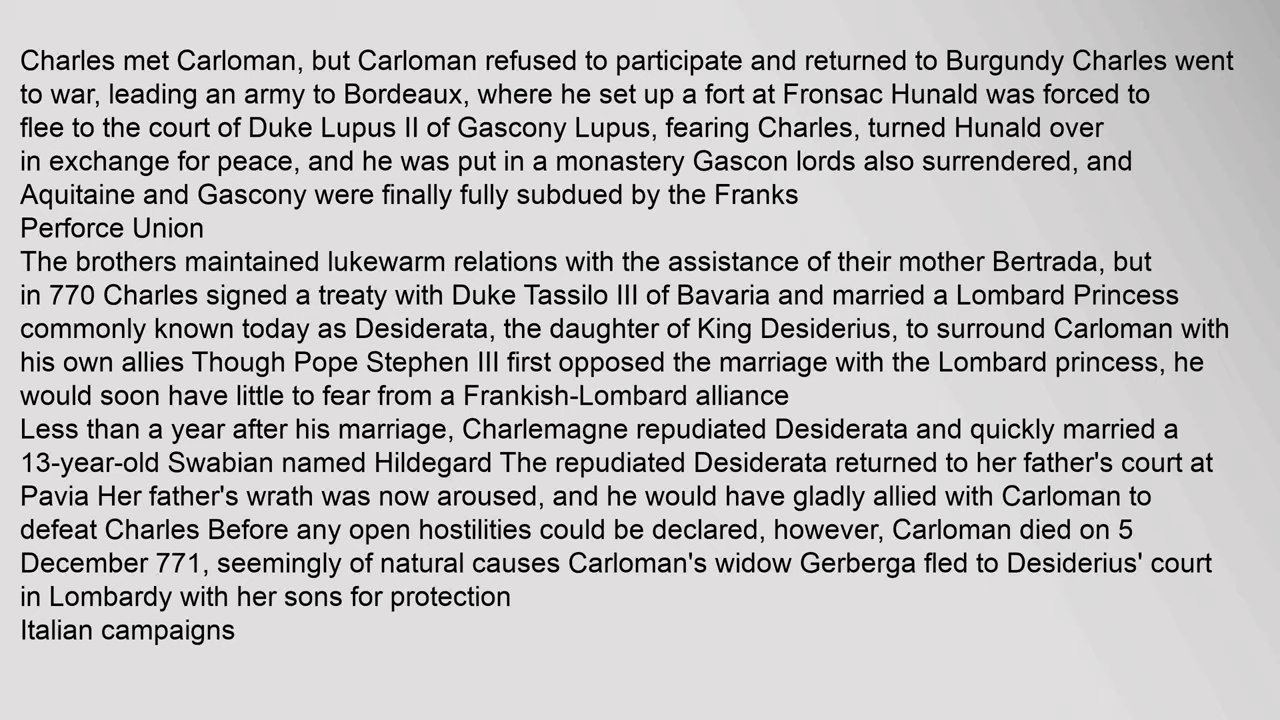 Charles met Carloman, but Carloman refused to participate and returned to Burgundy Charles went
to war, leading an army to Bordeaux, where he set up a fort at Fronsac Hunald was forced to
flee to the court of Duke Lupus II of Gascony Lupus, fearing Charles, turned Hunald over
in exchange for peace, and he was put in a monastery Gascon lords also surrendered, and
Aquitaine and Gascony were finally fully subdued by the Franks
Perforce Union
The brothers maintained lukewarm relations with the assistance of their mother Bertrada, but
in 770 Charles signed a treaty with Duke Tassilo III of Bavaria and married a Lombard Princess
commonly known today as Desiderata, the daughter of King Desiderius, to surround Carloman with
his own allies Though Pope Stephen III first opposed the marriage with the Lombard princess, he
would soon have little to fear from a Frankish-Lombard alliance
Less than a year after his marriage, Charlemagne repudiated Desiderata and quickly married a
13-year-old Swabian named Hildegard The repudiated Desiderata returned to her father's court at
Pavia Her father's wrath was now aroused, and he would have gladly allied with Carloman to
defeat Charles Before any open hostilities could be declared, however, Carloman died on 5
December 771, seemingly of natural causes Carloman's widow Gerberga fled to Desiderius' court
in Lombardy with her sons for protection
Italian campaigns